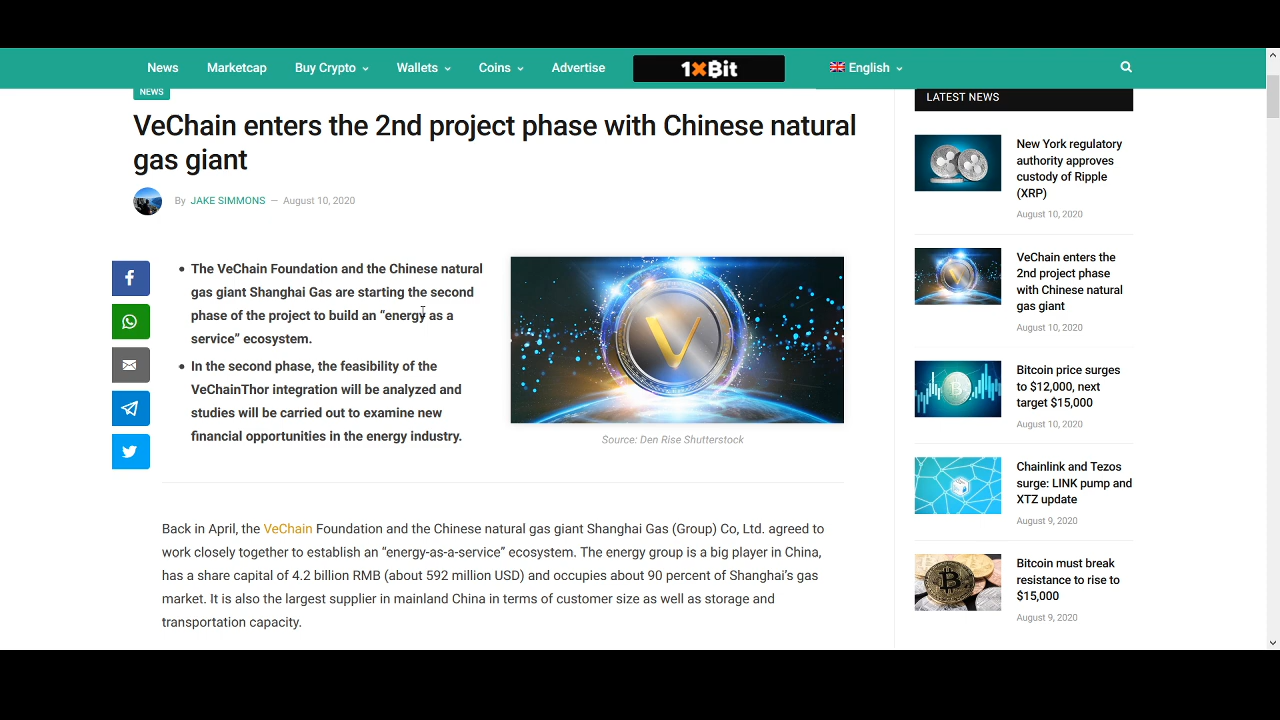 News
Marketcap
Buy Crypto
Wallets
Coins
Advertise
1xBit
English
NEWS
VeChain enters the 2nd project phase with Chinese natural
gas giant
By JAKE SIMMONS — August 10, 2020
• The VeChain Foundation and the Chinese natural
gas giant Shanghai Gas are starting the second
phase of the project to build an “energy as a
service” ecosystem.
• In the second phase, the feasibility of the
VeChainThor integration will be analyzed and
studies will be carried out to examine new
financial opportunities in the energy industry.
Source: Den Rise Shutterstock
Back in April, the VeChain Foundation and the Chinese natural gas giant Shanghai Gas (Group) Co, Ltd. agreed to
work closely together to establish an “energy-as-a-service” ecosystem. The energy group is a big player in China,
has a share capital of 4.2 billion RMB (about 592 million USD) and occupies about 90 percent of Shanghai’s gas
market. It is also the largest supplier in mainland China in terms of customer size as well as storage and
transportation capacity.
LATEST NEWS
New York regulatory
authority approves
custody of Ripple
(XRP)
August 10, 2020
VeChain enters the
2nd project phase
with Chinese natural
gas giant
August 10, 2020
Bitcoin price surges
to $12,000, next
target $15,000
August 10, 2020
Chainlink and Tezos
surge: LINK pump and
XTZ update
August 9, 2020
Bitcoin must break
resistance to rise to
$15,000
August 9, 2020